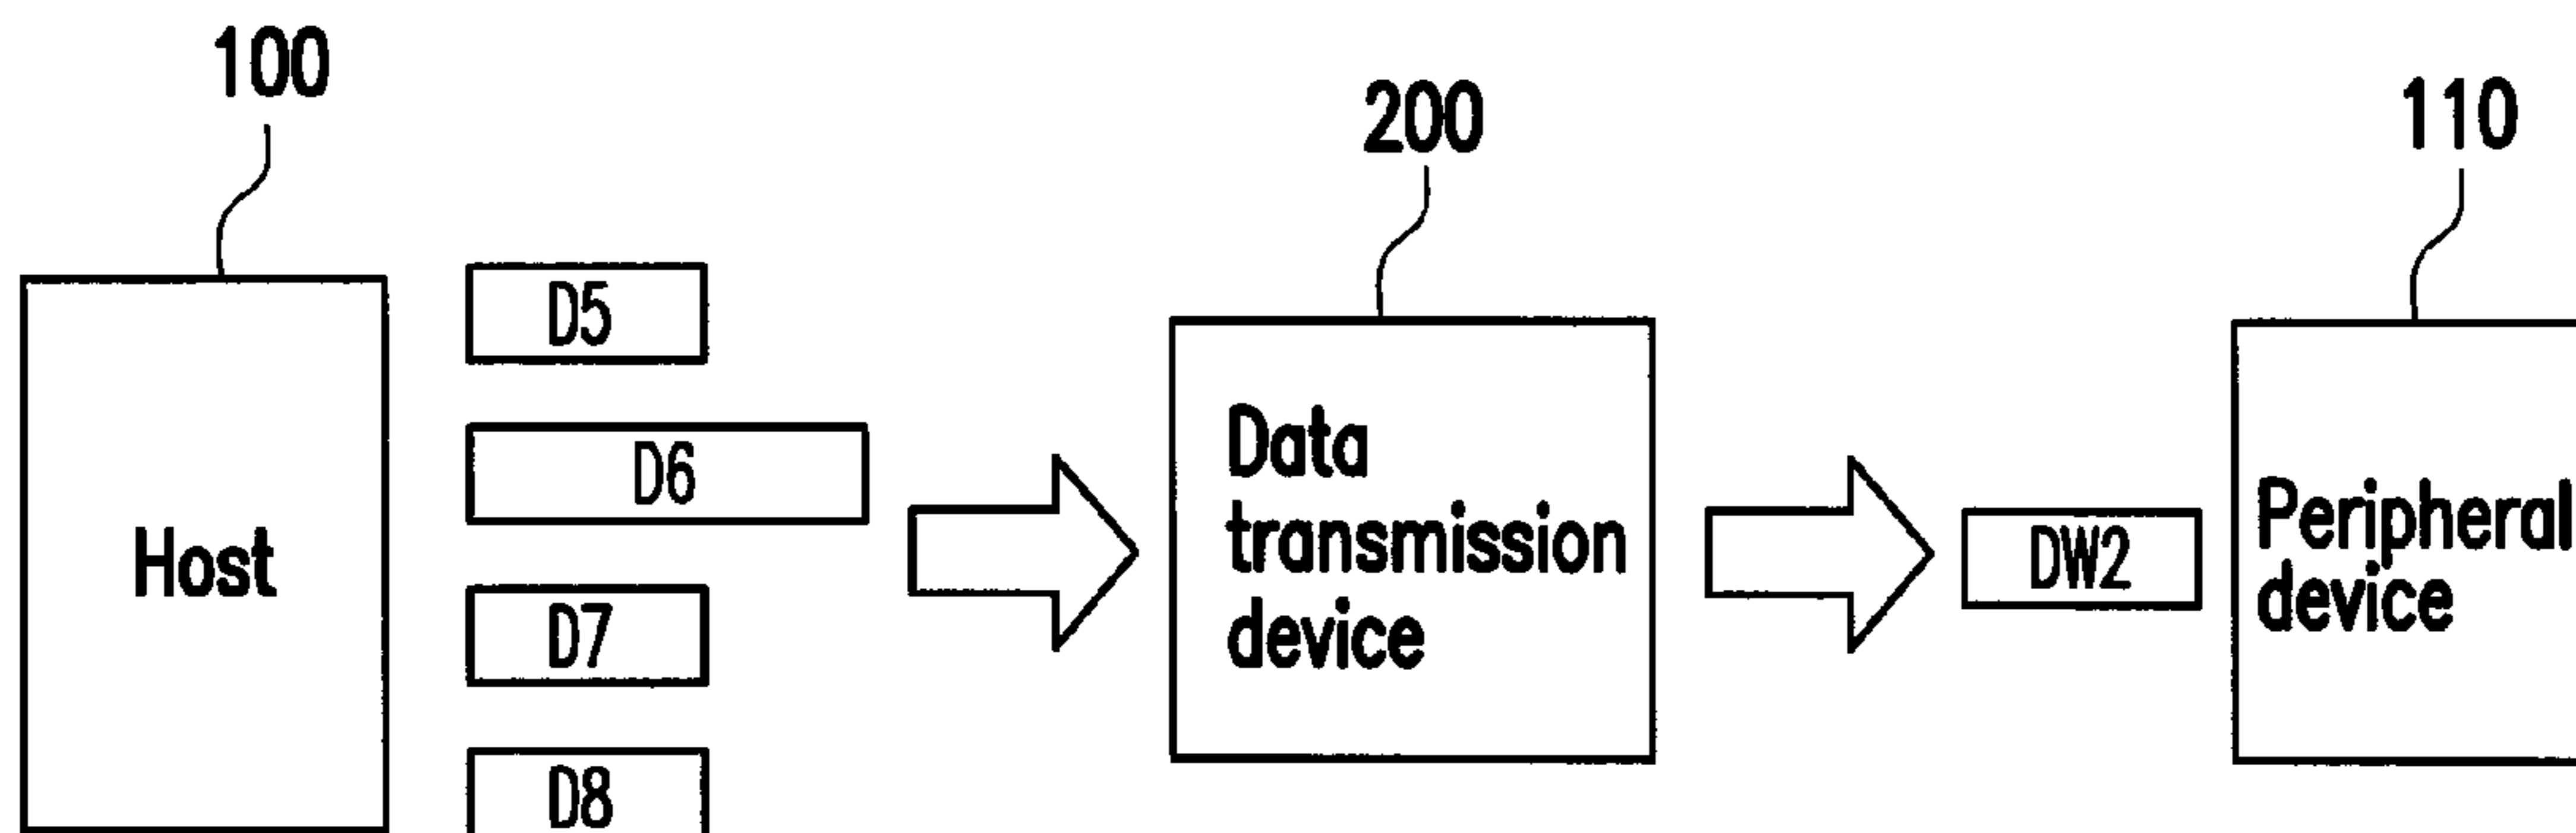 100
200
110
D5
D6
D7
D8
Host
Data
transmission
device
DW2
Peripheral
device